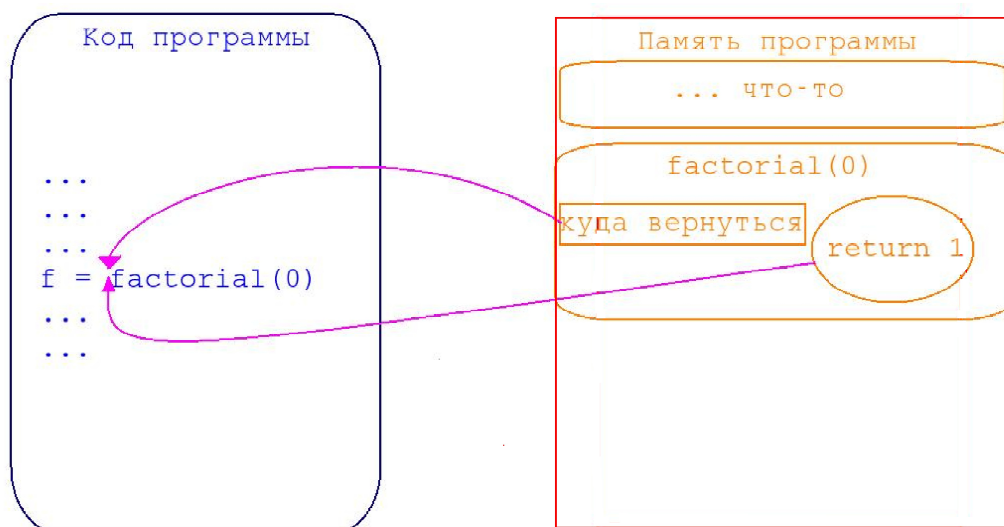 Код программы
...
...
...
f = factorial(0)
...
...
Память программы
... что-то
factorial(0)
куда вернуться
return 1